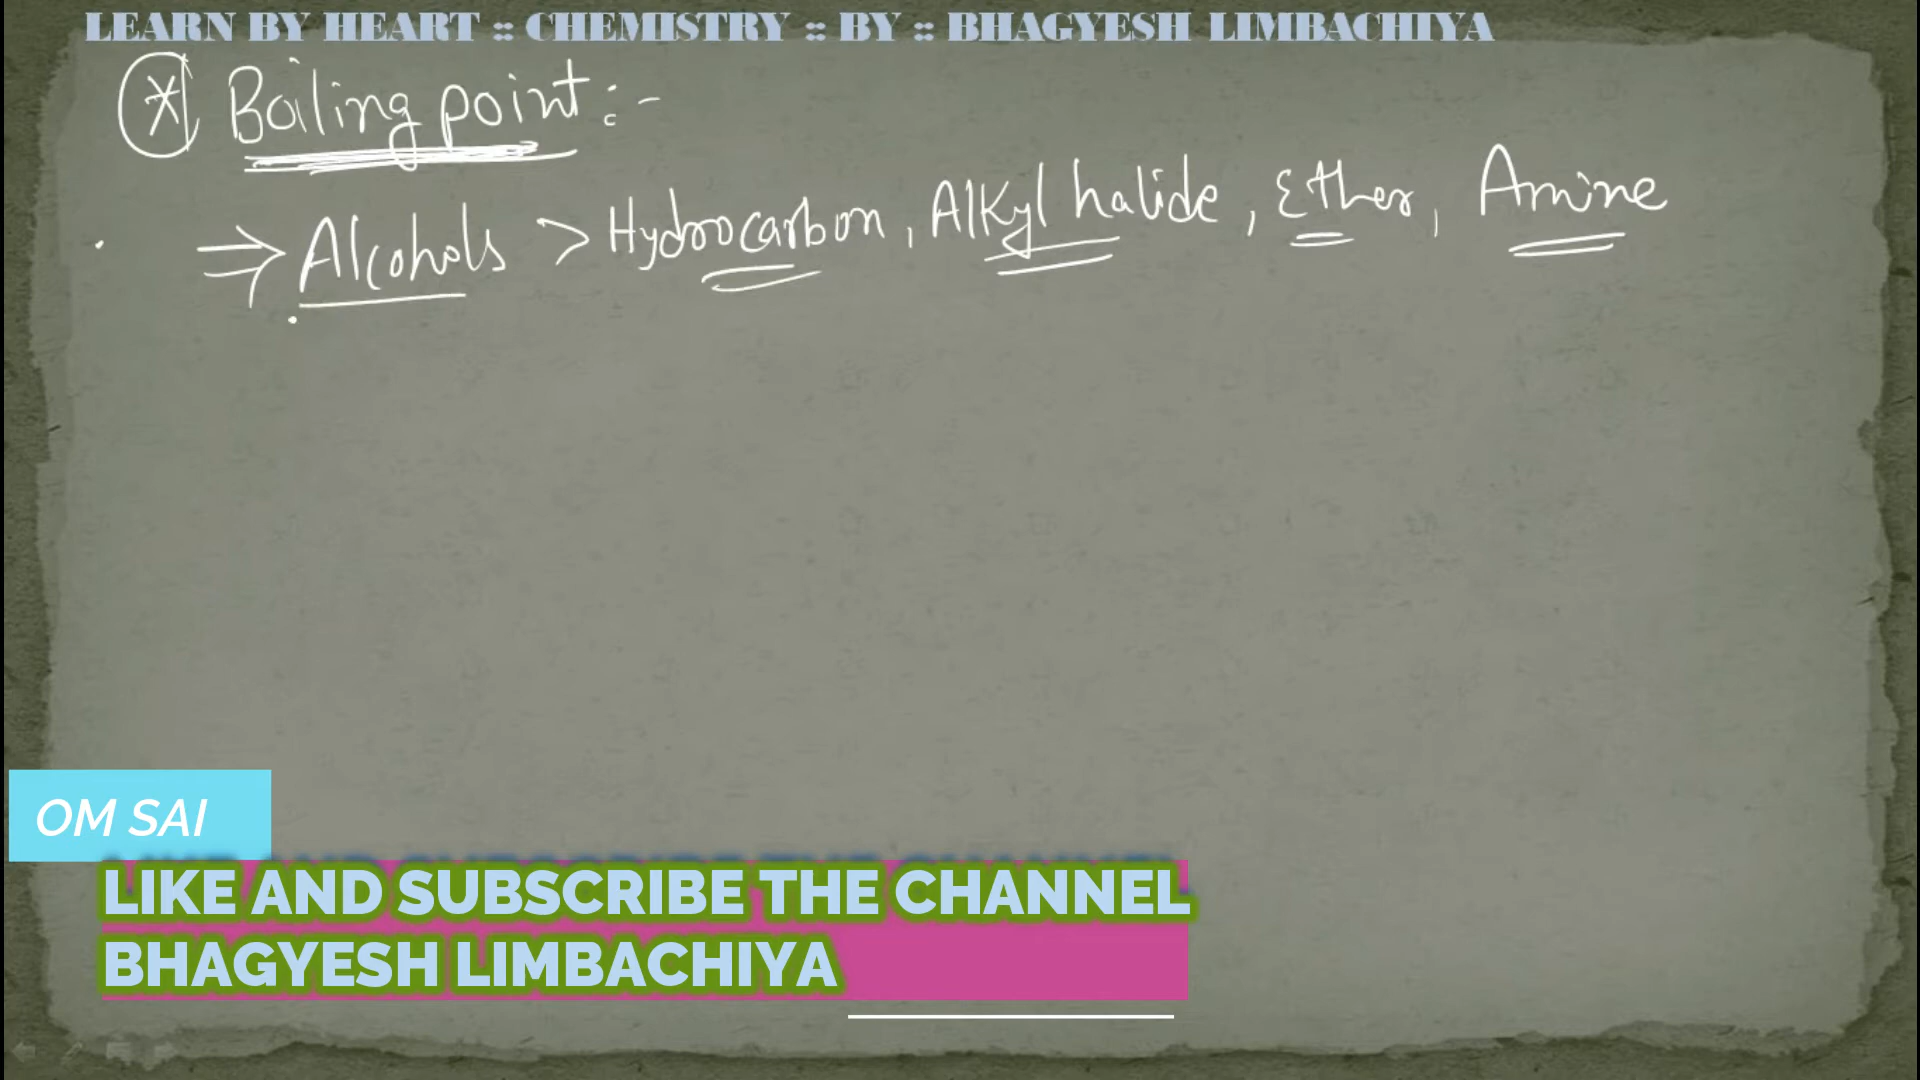 LEARN BY HEART :: CHEMISTRY :: BY :: BHAGYESH LIMBACHIYA
* Boiling point :-
⇒ Alcohols > Hydrocarbon, Alkyl halide, Ether, Amine
OM SAI
LIKE AND SUBSCRIBE THE CHANNEL
BHAGYESH LIMBACHIYA